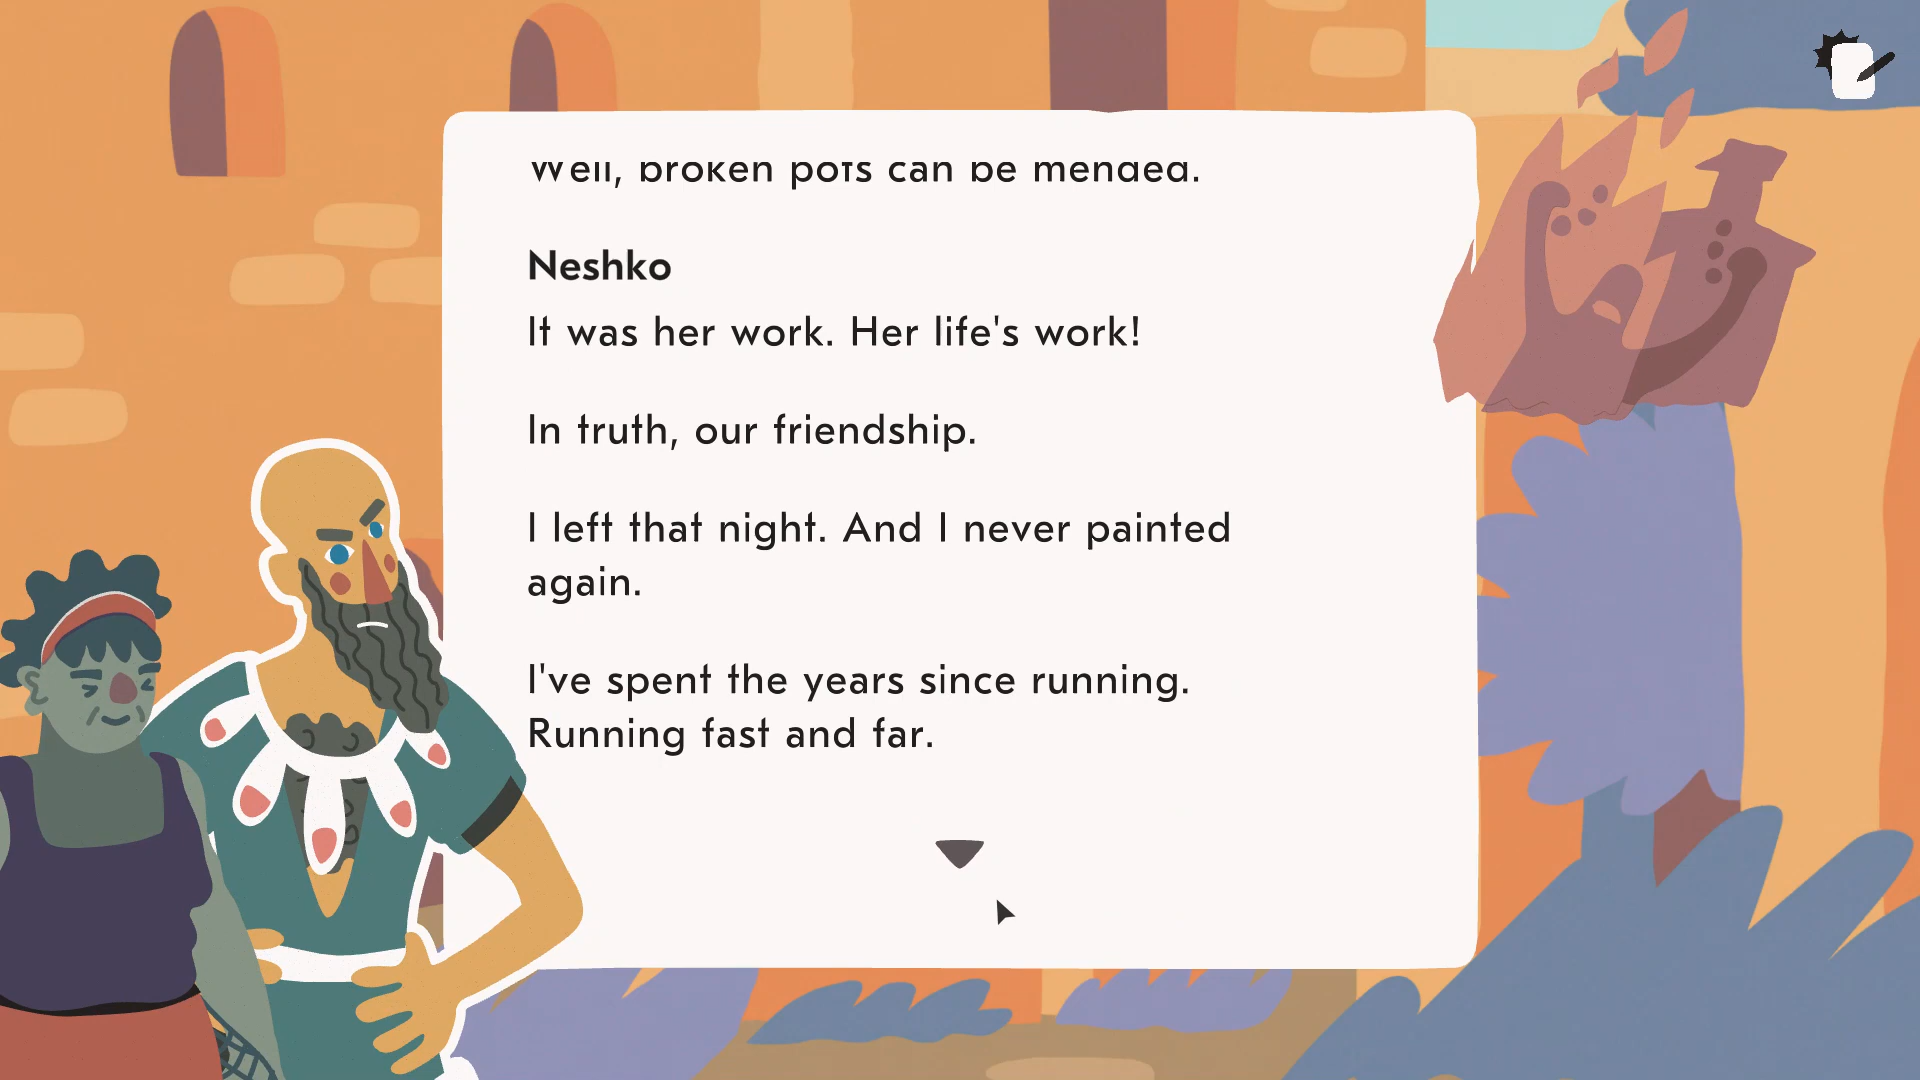 Well, broken pots can be mended.
Neshko
It was her work. Her life's work!
In truth, our friendship.
I left that night. And I never painted
again.
I've spent the years since running.
Running fast and far.